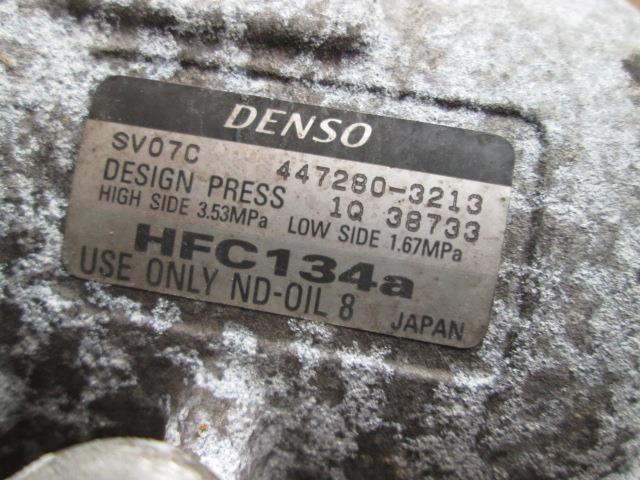 DENSO
SV07C 447280-3213
DESIGN PRESS 1Q 38733
HIGH SIDE 3.53MPa LOW SIDE 1.67MPa
HFC134a
USE ONLY ND-OIL 8 JAPAN